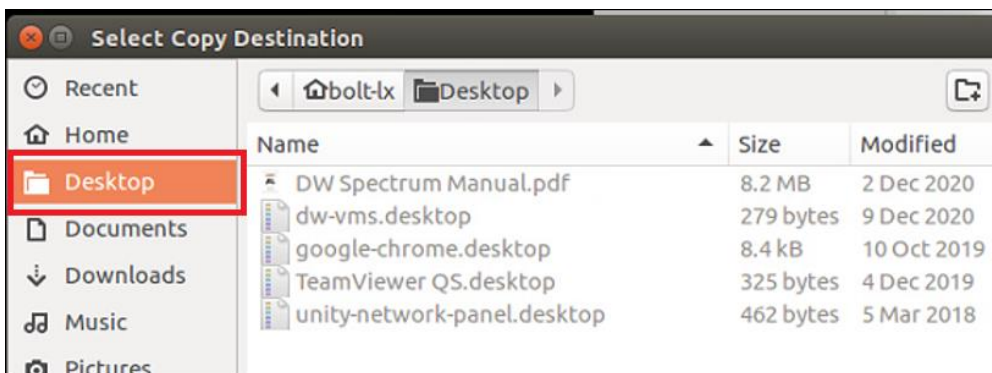 Select Copy Destination
Recent
Home
Desktop
Documents
Downloads
Music
Pictures
bolt-lx Desktop
Name Size Modified
DW Spectrum Manual.pdf 8.2 MB 2 Dec 2020
dw-vms.desktop 279 bytes 9 Dec 2020
google-chrome.desktop 8.4 kB 10 Oct 2019
TeamViewer QS.desktop 325 bytes 4 Dec 2019
unity-network-panel.desktop 462 bytes 5 Mar 2018